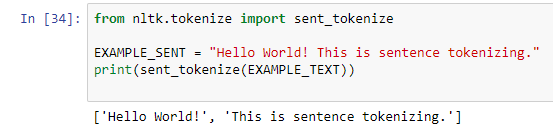 In [34]: from nltk.tokenize import sent_tokenize
EXAMPLE_SENT = "Hello World! This is sentence tokenizing."
print(sent_tokenize(EXAMPLE_TEXT))
['Hello World!', 'This is sentence tokenizing.']